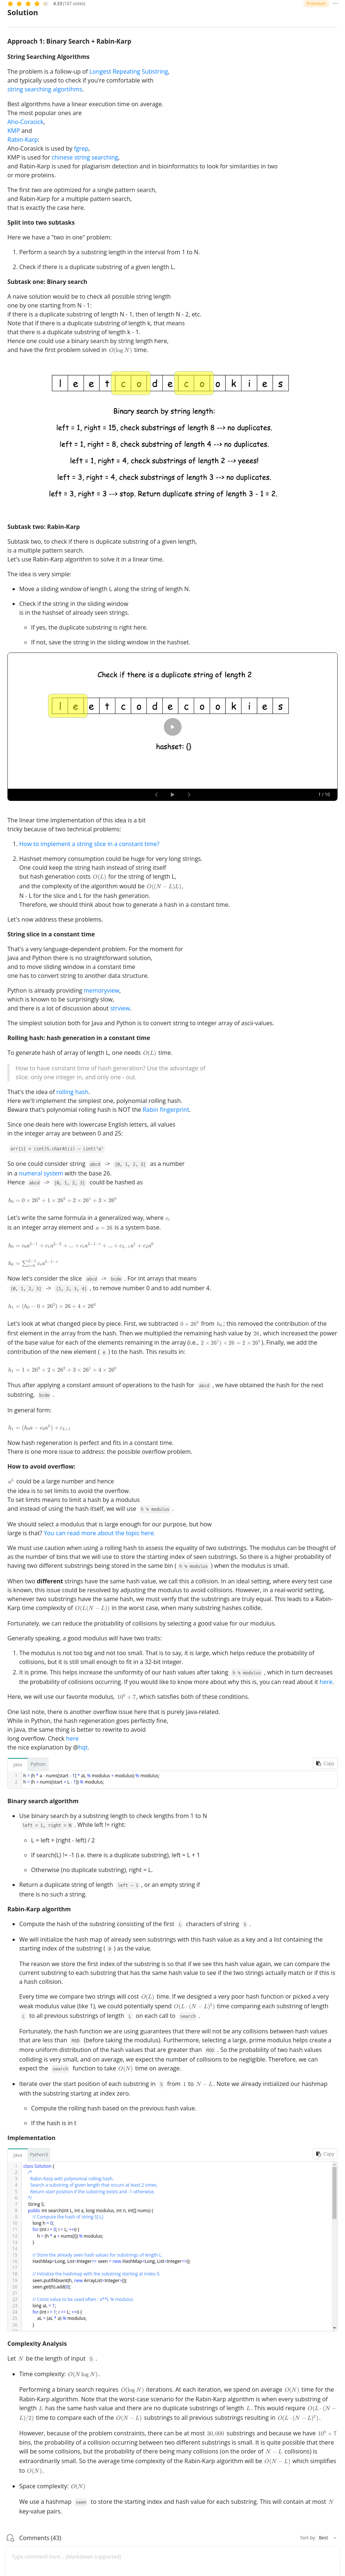 4.33 (107 votes)
Premium
Solution
Approach 1: Binary Search + Rabin-Karp
String Searching Algorithms
The problem is a follow-up of Longest Repeating Substring,
and typically used to check if you're comfortable with
string searching algortihms.
Best algorithms have a linear execution time on average.
The most popular ones are
Aho-Corasick,
KMP and
Rabin-Karp:
Aho-Corasick is used by fgrep,
KMP is used for chinese string searching,
and Rabin-Karp is used for plagiarism detection and in bioinformatics to look for similarities in two
or more proteins.
The first two are optimized for a single pattern search,
and Rabin-Karp for a multiple pattern search,
that is exactly the case here.
Split into two subtasks
Here we have a "two in one" problem:
1. Perform a search by a substring length in the interval from 1 to N.
2. Check if there is a duplicate substring of a given length L.
Subtask one: Binary search
A naive solution would be to check all possible string length
one by one starting from N - 1:
if there is a duplicate substring of length N - 1, then of length N - 2, etc.
Note that if there is a duplicate substring of length k, that means
that there is a duplicate substring of length k - 1.
Hence one could use a binary search by string length here,
and have the first problem solved in O(log N) time.
l e e t c o d e c o o k i e s
Binary search by string length:
left = 1, right = 15, check substrings of length 8 --> no duplicates.
left = 1, right = 8, check substring of length 4 --> no duplicates.
left = 1, right = 4, check substrings of length 2 --> yeees!
left = 3, right = 4, check substrings of length 3 --> no duplicates.
left = 3, right = 3 --> stop. Return duplicate string of length 3 - 1 = 2.
Subtask two: Rabin-Karp
Subtask two, to check if there is duplicate substring of a given length,
is a multiple pattern search.
Let's use Rabin-Karp algorithm to solve it in a linear time.
The idea is very simple:
• Move a sliding window of length L along the string of length N.
• Check if the string in the sliding window
is in the hashset of already seen strings.
◦ If yes, the duplicate substring is right here.
◦ If not, save the string in the sliding window in the hashset.
Check if there is a duplicate string of length 2
l e e t c o d e c o o k i e s
hashset: {}
1 / 10
The linear time implementation of this idea is a bit
tricky because of two technical problems:
1. How to implement a string slice in a constant time?
2. Hashset memory consumption could be huge for very long strings.
One could keep the string hash instead of string itself
but hash generation costs O(L) for the string of length L,
and the complexity of algorithm would be O((N − L)L),
N - L for the slice and L for the hash generation.
Therefore, we should think about how to generate a hash in a constant time.
Let's now address these problems.
String slice in a constant time
That's a very language-dependent problem. For the moment for
Java and Python there is no straightforward solution,
and to move sliding window in a constant time
one has to convert string to another data structure.
Python is already providing memoryview,
which is known to be surprisingly slow,
and there is a lot of discussion about strview.
The simplest solution both for Java and Python is to convert string to integer array of ascii-values.
Rolling hash: hash generation in a constant time
To generate hash of array of length L, one needs O(L) time.
How to have constant time of hash generation? Use the advantage of
slice: only one integer in, and only one - out.
That's the idea of rolling hash.
Here we'll implement the simplest one, polynomial rolling hash.
Beware that's polynomial rolling hash is NOT the Rabin fingerprint.
Since one deals here with lowercase English letters, all values
in the integer array are between 0 and 25:
arr[i] = (int)S.charAt(i) - (int)'a'
So one could consider string abcd -> [0, 1, 2, 3] as a number
in a numeral system with the base 26.
Hence abcd -> [0, 1, 2, 3] could be hashed as
h₀ = 0 × 26³ + 1 × 26² + 2 × 26¹ + 3 × 26⁰
Let's write the same formula in a generalized way, where cᵢ
is an integer array element and a = 26 is a system base.
h₀ = c₀a^{L−1} + c₁a^{L−2} + ... + cᵢa^{L−1−i} + ... + c_{L−1}a¹ + c_La⁰
h₀ = ∑_{i=0}^{L−1} cᵢa^{L−1−i}
Now let's consider the slice abcd -> bcde. For int arrays that means
[0, 1, 2, 3] -> [1, 2, 3, 4], to remove number 0 and to add number 4.
h₁ = (h₀ − 0 × 26³) × 26 + 4 × 26⁰
Let's look at what changed piece by piece. First, we subtracted 0 × 26³ from h₀; this removed the contribution of the
first element in the array from the hash. Then we multiplied the remaining hash value by 26, which increased the power
of the base value for each of the elements remaining in the array (i.e., 2 × 26¹) × 26 = 2 × 26²). Finally, we add the
contribution of the element ( e ) to the hash. This results in:
h₁ = 1 × 26³ + 2 × 26² + 3 × 26¹ + 4 × 26⁰
Thus after applying a constant amount of operations to the hash for abcd, we have obtained the hash for the next
substring, bcde.
In general form:
h₁ = (h₀a − c₀a^L) + c_{L+1}
Now hash regeneration is perfect and fits in a constant time.
There is one more issue to address: the possible overflow problem.
How to avoid overflow:
a^L could be a large number and hence
the idea is to set limits to avoid the overflow.
To set limits means to limit a hash by a modulus
and instead of using the hash itself, we will use h % modulus.
We should select a modulus that is large enough for our purpose, but how
large is that? You can read more about the topic here.
We must use caution when using a rolling hash to assess the equality of two substrings. The modulus can be thought of
as the number of bins that we will use to store the starting index of seen substrings. So there is a higher probability of
having two different substrings being stored in the same bin ( h % modulus ) when the modulus is small.
When two different strings have the same hash value, we call this a collision. In an ideal setting, where every test case
is known, this issue could be resolved by adjusting the modulus to avoid collisions. However, in a real-world setting,
whenever two substrings have the same hash, we must verify that the substrings are truly equal. This leads to a Rabin-
Karp time complexity of O(L(N − L)) in the worst case, when many substring hashes collide.
Fortunately, we can reduce the probability of collisions by selecting a good value for our modulus.
Generally speaking, a good modulus will have two traits:
1. The modulus is not too big and not too small. That is to say, it is large, which helps reduce the probability of
collisions, but it is still small enough to fit in a 32-bit integer.
2. It is prime. This helps increase the uniformity of our hash values after taking h % modulus, which in turn decreases
the probability of collisions occurring. If you would like to know more about why this is, you can read about it here.
Here, we will use our favorite modulus, 10⁹ + 7, which satisfies both of these conditions.
One last note, there is another overflow issue here that is purely Java-related.
While in Python, the hash regeneration goes perfectly fine,
in Java, the same thing is better to rewrite to avoid
long overflow. Check here
the nice explanation by @hqt.
Java Python Copy
1 h = (h * a - nums[start - 1] * aL % modulus + modulus) % modulus;
2 h = (h + nums[start + L - 1]) % modulus;
Binary search algorithm
• Use binary search by a substring length to check lengths from 1 to N
left = 1, right = N. While left != right:
◦ L = left + (right - left) / 2
◦ If search(L) != -1 (i.e. there is a duplicate substring), left = L + 1
◦ Otherwise (no duplicate substring), right = L.
• Return a duplicate string of length left - 1, or an empty string if
there is no such a string.
Rabin-Karp algorithm
• Compute the hash of the substring consisting of the first L characters of string S.
• We will initialize the hash map of already seen substrings with this hash value as a key and a list containing the
starting index of the substring ( 0 ) as the value.
The reason we store the first index of the substring is so that if we see this hash value again, we can compare the
current substring to each substring that has the same hash value to see if the two strings actually match or if this is
a hash collision.
Every time we compare two strings will cost O(L) time. If we designed a very poor hash function or picked a very
weak modulus value (like 1), we could potentially spend O(L · (N − L)²) time comparing each substring of length
L to all previous substrings of length L on each call to search.
Fortunately, the hash function we are using guarantees that there will not be any collisions between hash values
that are less than MOD (before taking the modulus). Furthermore, selecting a large, prime modulus helps create a
more uniform distribution of the hash values that are greater than MOD. So the probability of two hash values
colliding is very small, and on average, we expect the number of collisions to be negligible. Therefore, we can
expect the search function to take O(N) time on average.
• Iterate over the start position of each substring in S from 1 to N − L. Note we already initialized our hashmap
with the substring starting at index zero.
◦ Compute the rolling hash based on the previous hash value.
◦ If the hash is in t
Implementation
Java Python3 Copy
1 class Solution {
2 /*
3 Rabin-Karp with polynomial rolling hash.
4 Search a substring of given length that occurs at least 2 times.
5 Return start position if the substring exists and -1 otherwise.
6 */
7 String S;
8 public int search(int L, int a, long modulus, int n, int[] nums) {
9 // Compute the hash of string S[:L]
10 long h = 0;
11 for (int i = 0; i < L; ++i) {
12 h = (h * a + nums[i]) % modulus;
13 }
14
15 // Store the already seen hash values for substrings of length L.
16 HashMap<Long, List<Integer>> seen = new HashMap<Long, List<Integer>>();
17
18 // Initialize the hashmap with the substring starting at index 0.
19 seen.putIfAbsent(h, new ArrayList<Integer>());
20 seen.get(h).add(0);
21
22 // Const value to be used often : a**L % modulus
23 long aL = 1;
24 for (int i = 1; i <= L; ++i) {
25 aL = (aL * a) % modulus;
26 }
Complexity Analysis
Let N be the length of input S.
• Time complexity: O(N log N).
Performing a binary search requires O(log N) iterations. At each iteration, we spend on average O(N) time for the
Rabin-Karp algorithm. Note that the worst-case scenario for the Rabin-Karp algorithm is when every substring of
length L has the same hash value and there are no duplicate substrings of length L. This would require O(L · (N −
L)/2) time to compare each of the O(N − L) substrings to all previous substrings resulting in O(L · (N − L)²).
However, because of the problem constraints, there can be at most 30,000 substrings and because we have 10⁹ + 7
bins, the probability of a collision occurring between two different substrings is small. It is quite possible that there
will be some collisions, but the probability of there being many collisions (on the order of N − L collisions) is
extraordinarily small. So the average time complexity of the Rabin-Karp algorithm will be O(N − L) which simplifies
to O(N).
• Space complexity: O(N)
We use a hashmap seen to store the starting index and hash value for each substring. This will contain at most N
key-value pairs.
Comments (43)
Sort by: Best
Type comment here... (Markdown supported)